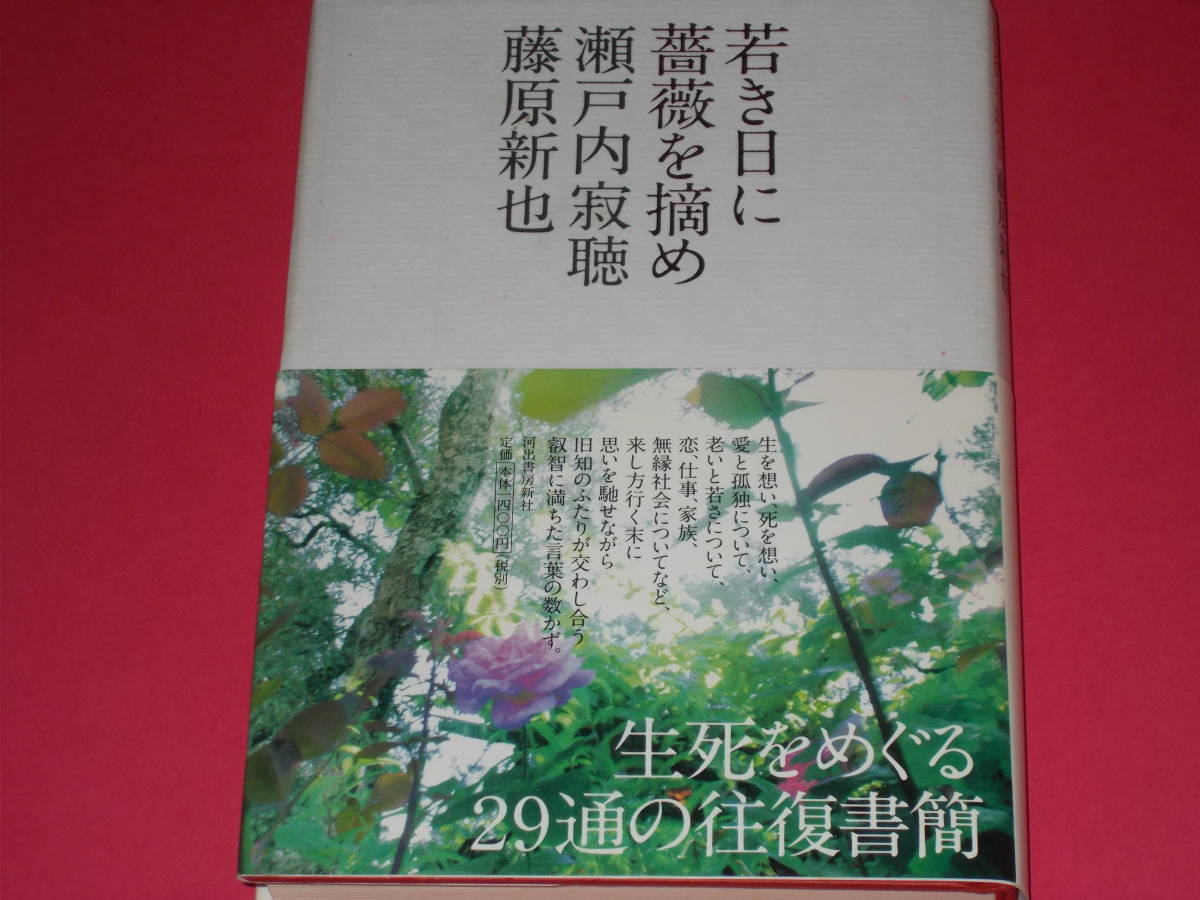 若き日に
薔薇を摘め
瀬戸内寂聴
藤原新也
生を想い、死を想い、
愛と孤独について、
老いと若さについて、
恋、仕事、家族、
無縁社会についてなど、
来し方行く末に
思いを馳せながら
旧知のふたりが交わし合う
叡智に満ちた言葉の数かず。
河出書房新社
定価 本体一四〇〇円(税別)
生死をめぐる
29通の往復書簡